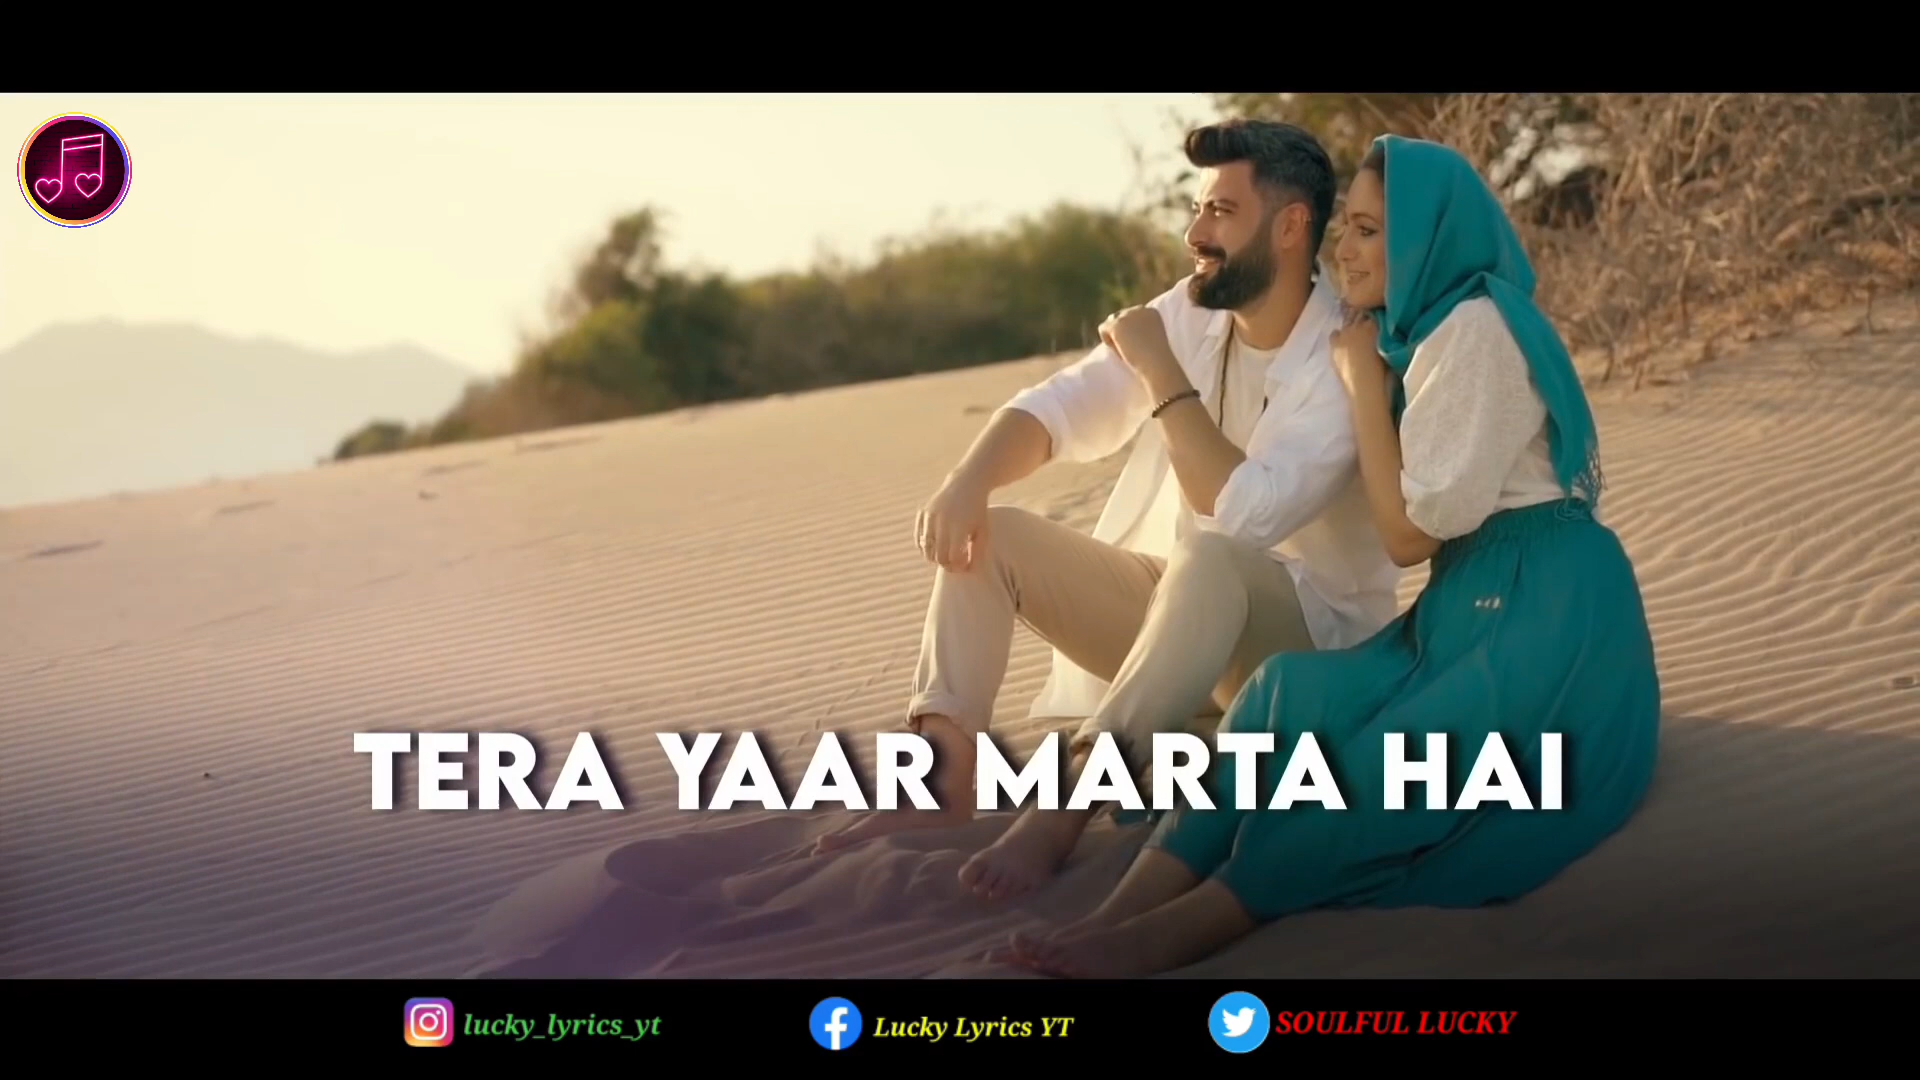 TERA YAAR MARTA HAI
lucky_lyrics_yt
Lucky Lyrics YT
SOULFUL LUCKY